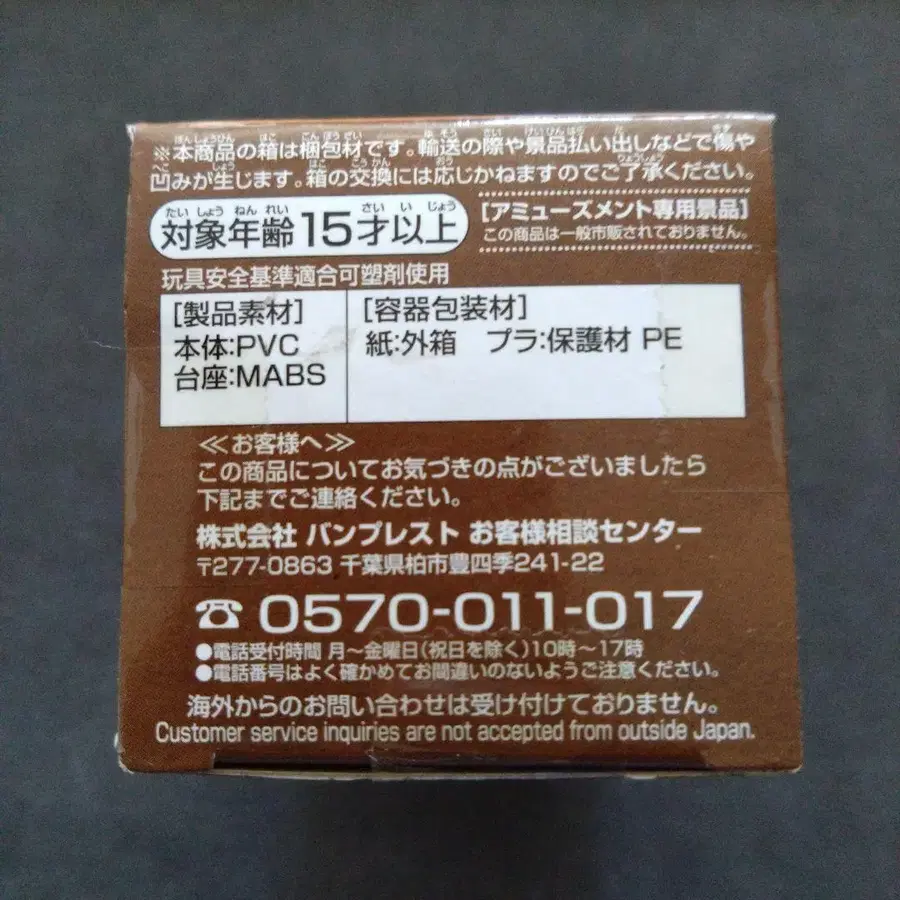 ※本商品の箱は梱包材です。輸送の際や景品払い出しなどで傷や
凹みが生じます。箱の交換には応じかねますのでご了承ください。
対象年齢15才以上
[アミューズメント専用景品]
この商品は一般市販されておりません。
玩具安全基準適合可塑剤使用
[製品素材]
本体:PVC
台座:MABS
[容器包装材]
紙:外箱 プラ:保護材 PE
≪お客様へ≫
この商品についてお気づきの点がございましたら
下記までご連絡ください。
株式会社 バンプレスト お客様相談センター
〒277-0863 千葉県柏市豊四季241-22
☎ 0570-011-017
●電話受付時間 月～金曜日(祝日を除く)10時～17時
●電話番号はよく確かめてお間違いのないようご注意ください。
海外からのお問い合わせは受け付けておりません。
Customer service inquiries are not accepted from outside Japan.